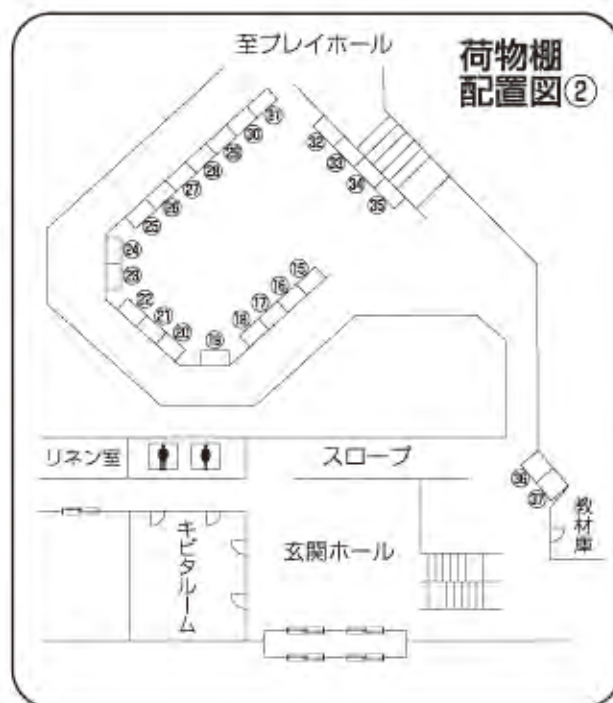 至プレイホール
荷物棚
配置図②
㉛
㉚
㉙
㉘
㉗
㉖
㉕
㉔
㉓
㉒
㉑
⑳
⑲
⑱
⑰
⑯
⑮
㉜
㉝
㉞
㉟
リネン室
スロープ
㊱
㊲
教材庫
キビタルーム
玄関ホール